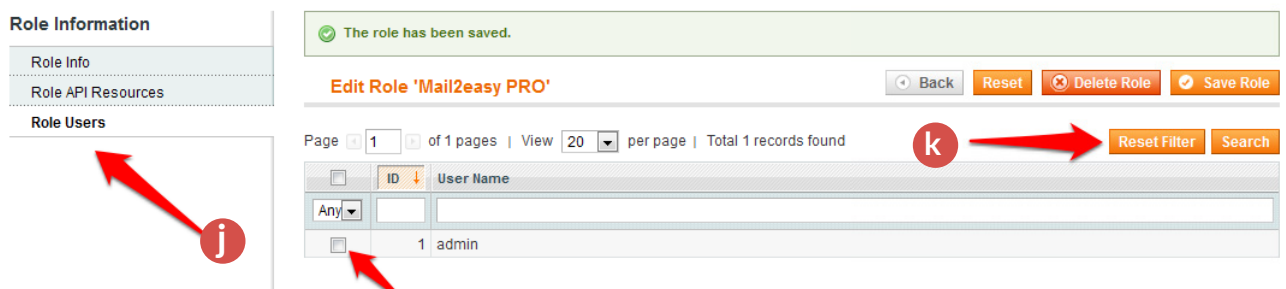 Role Information
Role Info
Role API Resources
Role Users
j
The role has been saved.
Edit Role 'Mail2easy PRO'
Back Reset Delete Role Save Role
Page 1 of 1 pages | View 20 per page | Total 1 records found
k
Reset Filter Search
ID User Name
Any
1 admin